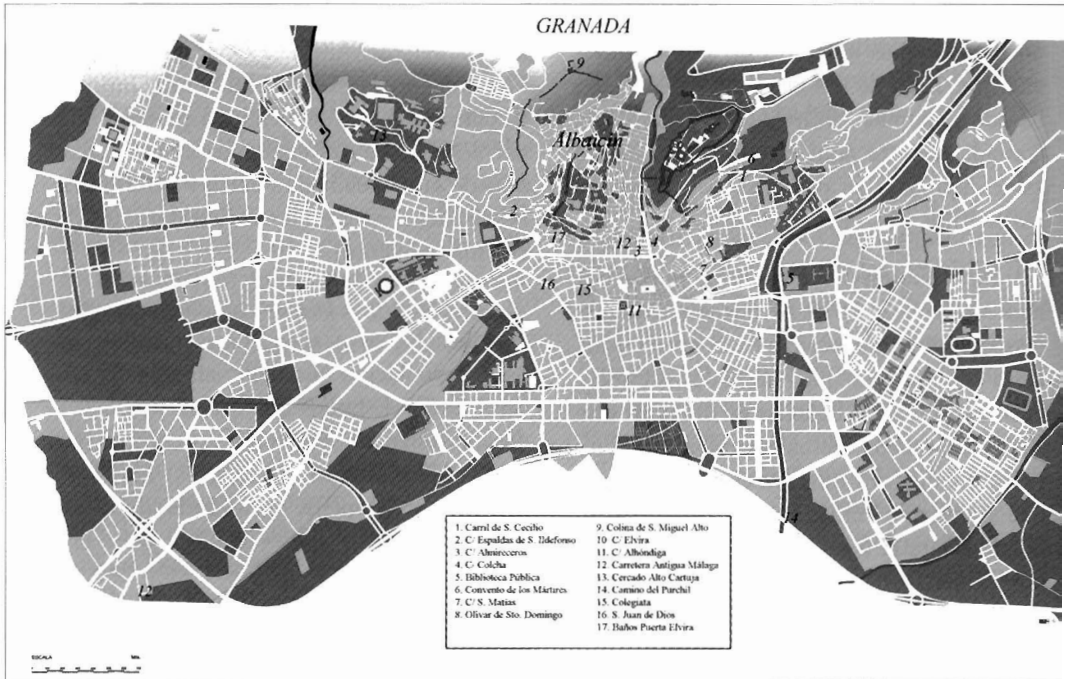 GRANADA
9
13
Albaicín
6
1
2
17
12
3
4
8
5
16
15
11
14
12
1. Carril de S. Cecilio
2. C/ Espaldas de S. Ildefonso
3. C/ Almireceros
4. C/ Colcha
5. Biblioteca Pública
6. Convento de los Mártires
7. C/ S. Matías
8. Olivar de Sto. Domingo
9. Colina de S. Miguel Alto
10 C/ Elvira
11. C/ Alhóndiga
12. Carretera Antigua Málaga
13. Cercado Alto Cartuja
14. Camino del Purchil
15. Colegiata
16. S. Juan de Dios
17. Baños Puerta Elvira
ESCALA